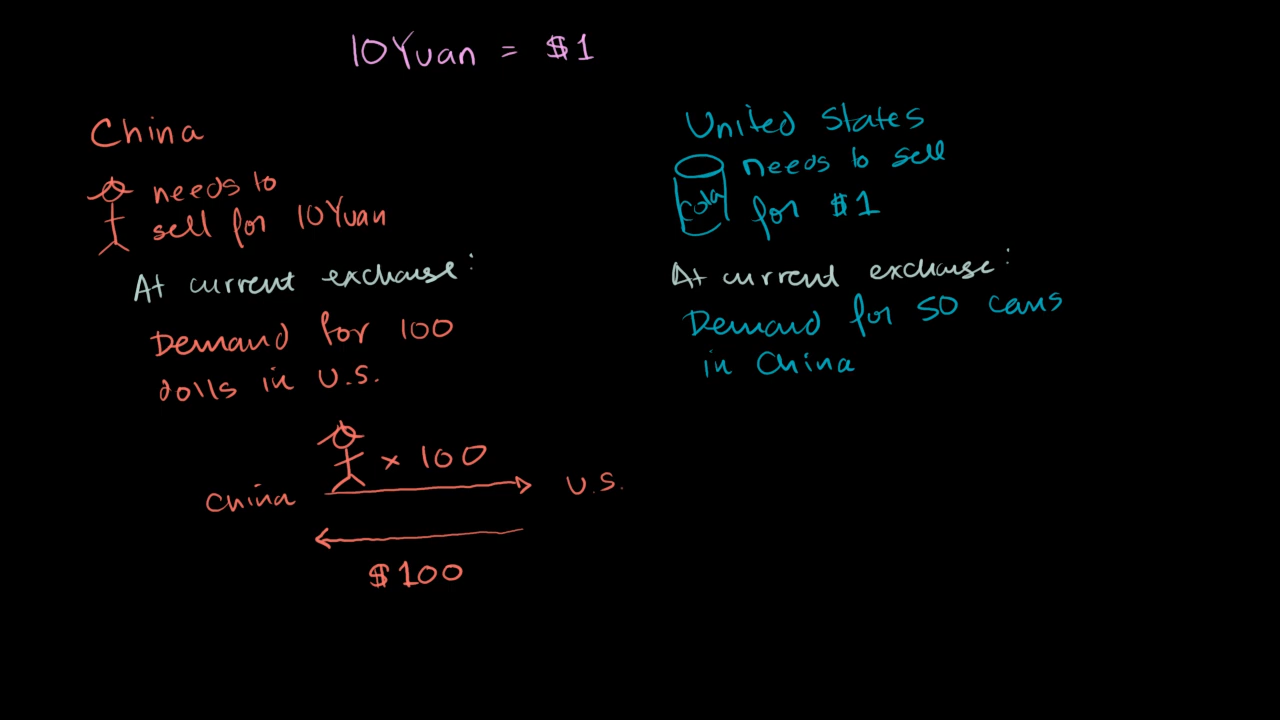 10Yuan = $1
China
needs to
sell for 10Yuan
At current exchange:
Demand for 100
dolls in U.S.
x 100
China
U.S.
$100
United States
needs to sell
cola
for $1
At current exchange:
Demand for 50 cans
in China